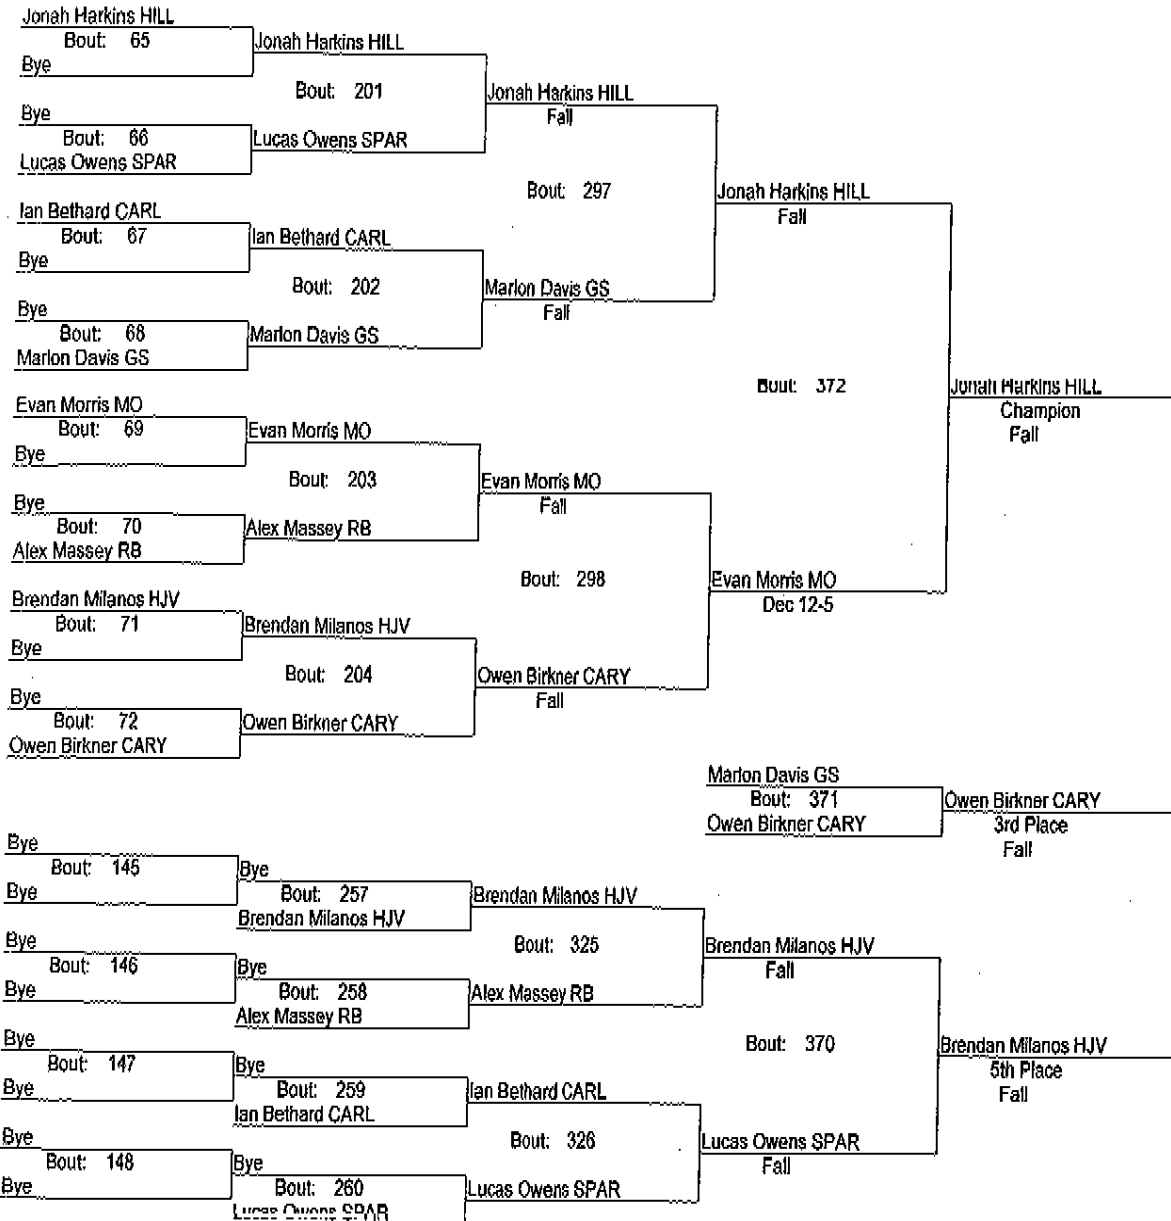 Jonah Harkins HILL
Bout: 65
Jonah Harkins HILL
Bye
Bout: 201
Jonah Harkins HILL
Fall
Bye
Bout: 66
Lucas Owens SPAR
Lucas Owens SPAR
Bout: 297
Jonah Harkins HILL
Fall
Ian Bethard CARL
Bout: 67
Ian Bethard CARL
Bye
Bout: 202
Marlon Davis GS
Fall
Bye
Bout: 68
Marlon Davis GS
Marlon Davis GS
Bout: 372
Jonah Harkins HILL
Champion
Fall
Evan Morris MO
Bout: 69
Evan Morris MO
Bye
Bout: 203
Evan Morris MO
Fall
Bye
Bout: 70
Alex Massey RB
Alex Massey RB
Bout: 298
Evan Morris MO
Dec 12-5
Brendan Milanos HJV
Bout: 71
Brendan Milanos HJV
Bye
Bout: 204
Owen Birkner CARY
Fall
Bye
Bout: 72
Owen Birkner CARY
Owen Birkner CARY
Marlon Davis GS
Bout: 371
Owen Birkner CARY
Owen Birkner CARY
3rd Place
Fall
Bye
Bout: 145
Bye
Bye
Bout: 257
Brendan Milanos HJV
Brendan Milanos HJV
Bye
Bout: 146
Bye
Bye
Bout: 258
Alex Massey RB
Bout: 325
Alex Massey RB
Brendan Milanos HJV
Fall
Bye
Bout: 147
Bye
Bye
Bout: 259
Ian Bethard CARL
Ian Bethard CARL
Bout: 370
Brendan Milanos HJV
5th Place
Fall
Bye
Bout: 148
Bye
Bye
Bout: 260
Lucas Owens SPAR
Bout: 326
Lucas Owens SPAR
Lucas Owens SPAR
Fall